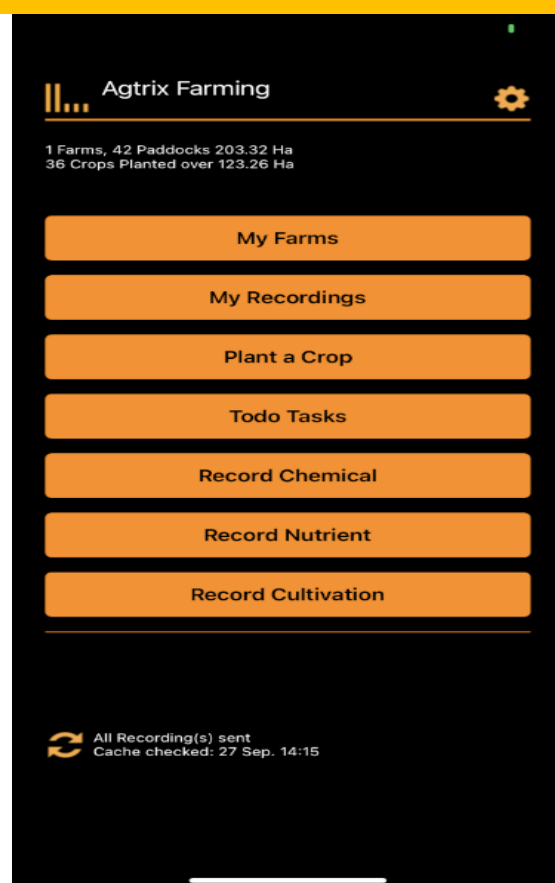 Agtrix Farming
1 Farms, 42 Paddocks 203.32 Ha
36 Crops Planted over 123.26 Ha
My Farms
My Recordings
Plant a Crop
Todo Tasks
Record Chemical
Record Nutrient
Record Cultivation
All Recording(s) sent
Cache checked: 27 Sep. 14:15